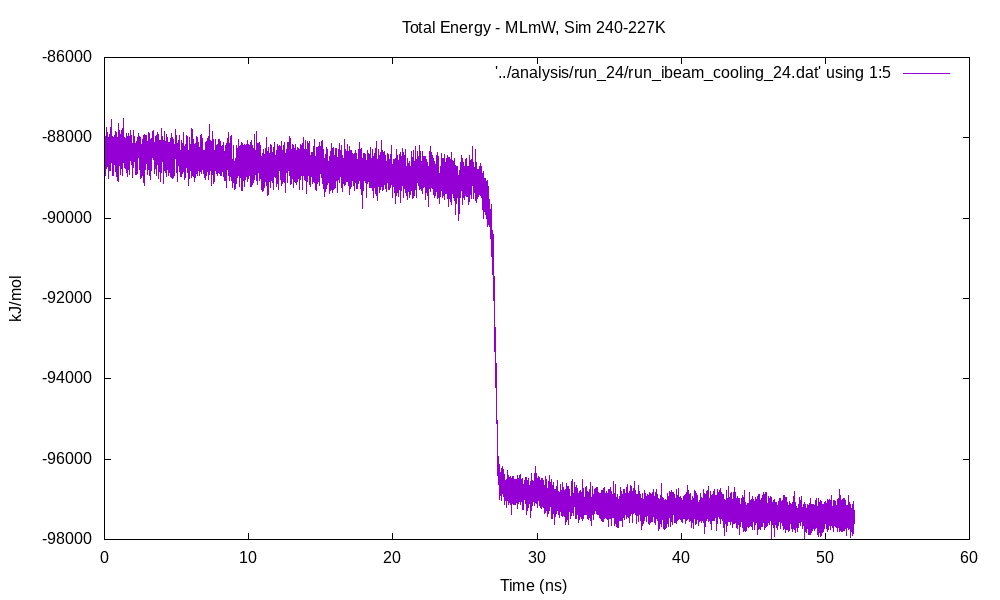 Total Energy - MLmW, Sim 240-227K
'../analysis/run_24/run_ibeam_cooling_24.dat' using 1:5
-86000
-88000
-90000
-92000
-94000
-96000
-98000
kJ/mol
0 10 20 30 40 50 60
Time (ns)